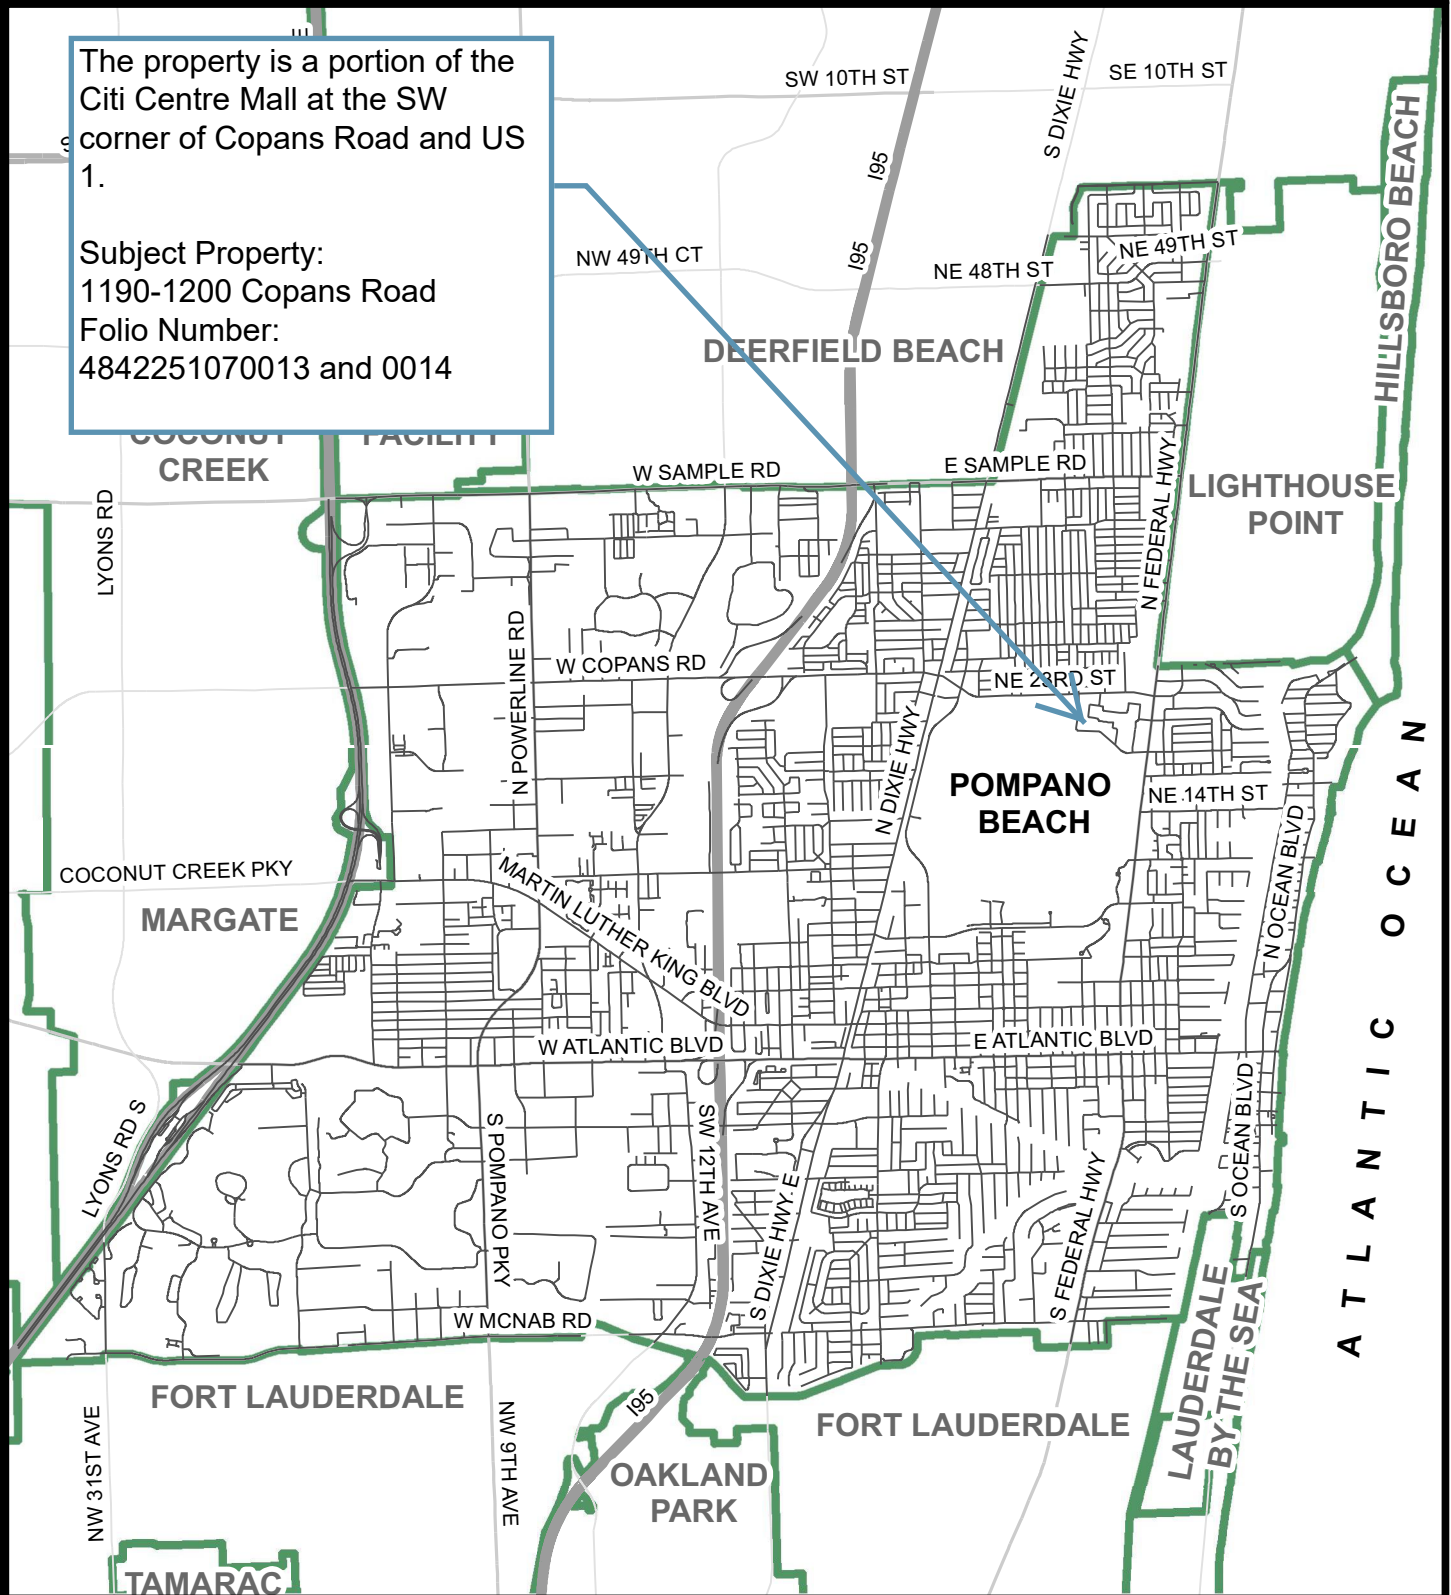 The property is a portion of the
Citi Centre Mall at the SW
corner of Copans Road and US
1.
Subject Property:
1190-1200 Copans Road
Folio Number:
4842251070013 and 0014
SW 10TH ST
SE 10TH ST
S DIXIE HWY
I95
HILLSBORO BEACH
NW 49TH CT
I95
NE 48TH ST
NE 49TH ST
DEERFIELD BEACH
COCONUT
CREEK
FACILITY
W SAMPLE RD
E SAMPLE RD
N FEDERAL HWY
LIGHTHOUSE
POINT
LYONS RD
N POWERLINE RD
W COPANS RD
NE 23RD ST
N DIXIE HWY
POMPANO
BEACH
NE 14TH ST
N OCEAN BLVD
ATLANTIC OCEAN
COCONUT CREEK PKY
MARGATE
MARTIN LUTHER KING BLVD
W ATLANTIC BLVD
E ATLANTIC BLVD
LYONS RD S
S POMPANO PKY
SW 12TH AVE
S DIXIE HWY E
S FEDERAL HWY
S OCEAN BLVD
W MCNAB RD
LAUDERDALE
BY THE SEA
FORT LAUDERDALE
FORT LAUDERDALE
I95
NW 31ST AVE
NW 9TH AVE
OAKLAND
PARK
TAMARAC